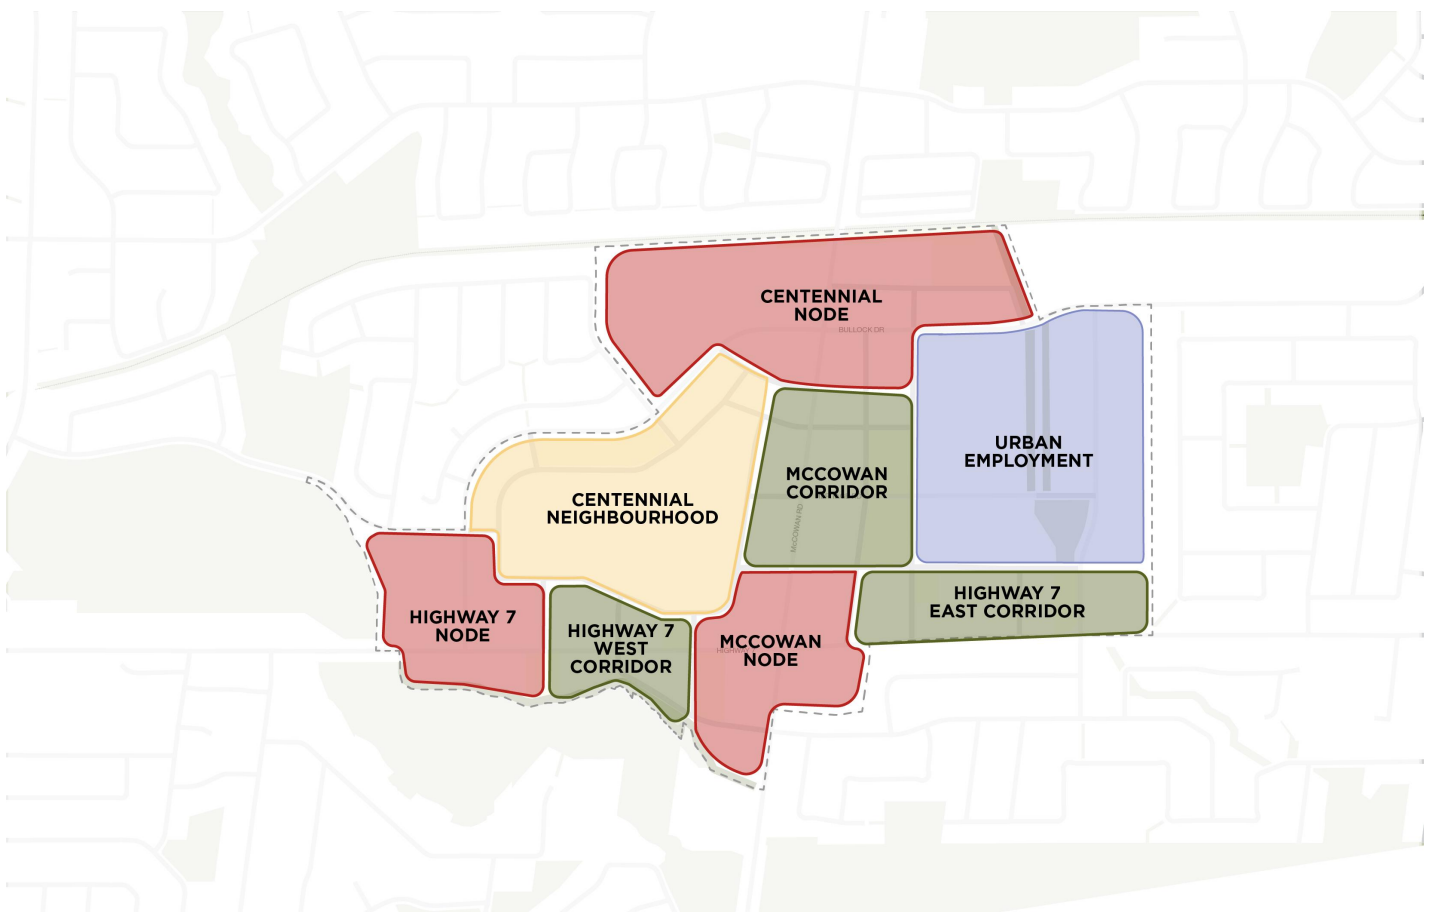 CENTENNIAL
NODE
BULLOCK DR
URBAN
EMPLOYMENT
MCCOWAN
CORRIDOR
CENTENNIAL
NEIGHBOURHOOD
McCOWAN RD
HIGHWAY 7
EAST CORRIDOR
HIGHWAY 7
NODE
HIGHWAY 7
WEST
CORRIDOR
MCCOWAN
NODE